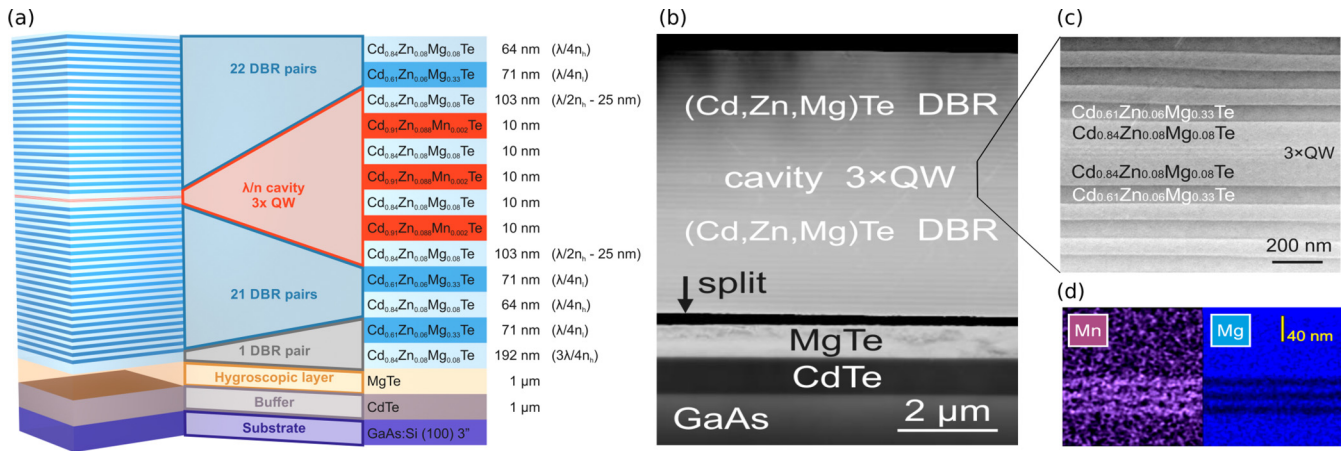 (a)
22 DBR pairs
λ/n cavity
3x QW
21 DBR pairs
1 DBR pair
Hygroscopic layer
Buffer
Substrate
Cd₀.₈₄Zn₀.₀₈Mg₀.₀₈Te 64 nm (λ/4nₕ)
Cd₀.₆₁Zn₀.₀₆Mg₀.₃₃Te 71 nm (λ/4nₗ)
Cd₀.₈₄Zn₀.₀₈Mg₀.₀₈Te 103 nm (λ/2nₕ - 25 nm)
Cd₀.₉₁Zn₀.₀₈₈Mn₀.₀₀₂Te 10 nm
Cd₀.₈₄Zn₀.₀₈Mg₀.₀₈Te 10 nm
Cd₀.₉₁Zn₀.₀₈₈Mn₀.₀₀₂Te 10 nm
Cd₀.₈₄Zn₀.₀₈Mg₀.₀₈Te 10 nm
Cd₀.₉₁Zn₀.₀₈₈Mn₀.₀₀₂Te 10 nm
Cd₀.₈₄Zn₀.₀₈Mg₀.₀₈Te 103 nm (λ/2nₕ - 25 nm)
Cd₀.₆₁Zn₀.₀₆Mg₀.₃₃Te 71 nm (λ/4nₗ)
Cd₀.₈₄Zn₀.₀₈Mg₀.₀₈Te 64 nm (λ/4nₕ)
Cd₀.₆₁Zn₀.₀₆Mg₀.₃₃Te 71 nm (λ/4nₗ)
Cd₀.₈₄Zn₀.₀₈Mg₀.₀₈Te 192 nm (3λ/4nₕ)
MgTe 1 μm
CdTe 1 μm
GaAs:Si (100) 3"
(b)
(Cd,Zn,Mg)Te DBR
cavity 3×QW
(Cd,Zn,Mg)Te DBR
split
MgTe
CdTe
GaAs
2 μm
(c)
Cd₀.₆₁Zn₀.₀₆Mg₀.₃₃Te
Cd₀.₈₄Zn₀.₀₈Mg₀.₀₈Te
3×QW
Cd₀.₈₄Zn₀.₀₈Mg₀.₀₈Te
Cd₀.₆₁Zn₀.₀₆Mg₀.₃₃Te
200 nm
(d)
Mn
Mg
40 nm